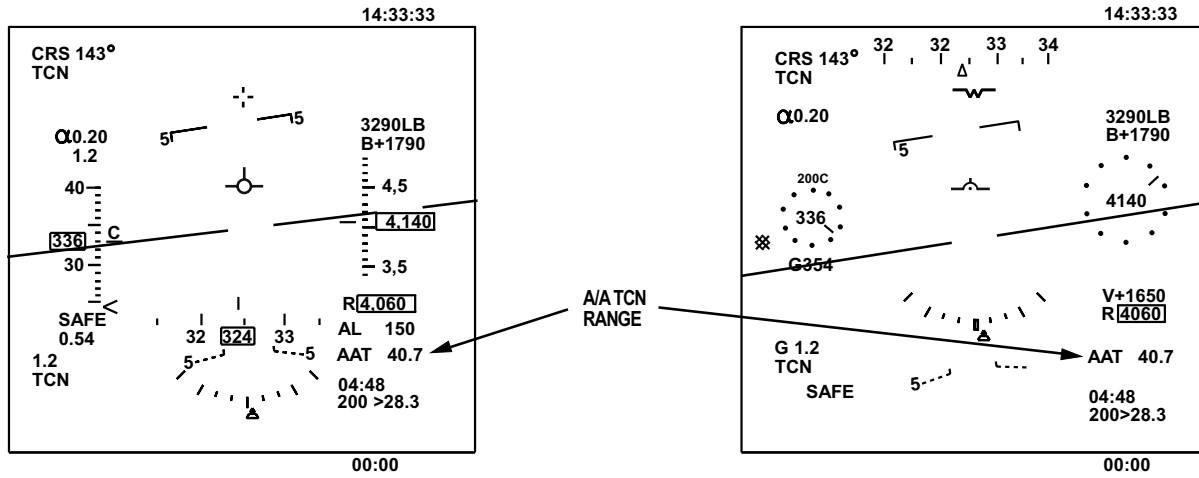 14:33:33
CRS 143°
TCN
5 5
α0.20
1.2
3290LB
B+1790
40
4,5
336 C
4,140
30
3,5
R 4,060
SAFE
0.54
32 324 33
AL 150
5 5
AAT 40.7
1.2
TCN
04:48
200 >28.3
00:00
A/A TCN
RANGE
14:33:33
32 32 33 34
CRS 143°
TCN
α0.20
3290LB
B+1790
5
200C
336
4140
G354
V+1650
R 4060
G 1.2
TCN
AAT 40.7
SAFE
5
04:48
200>28.3
00:00